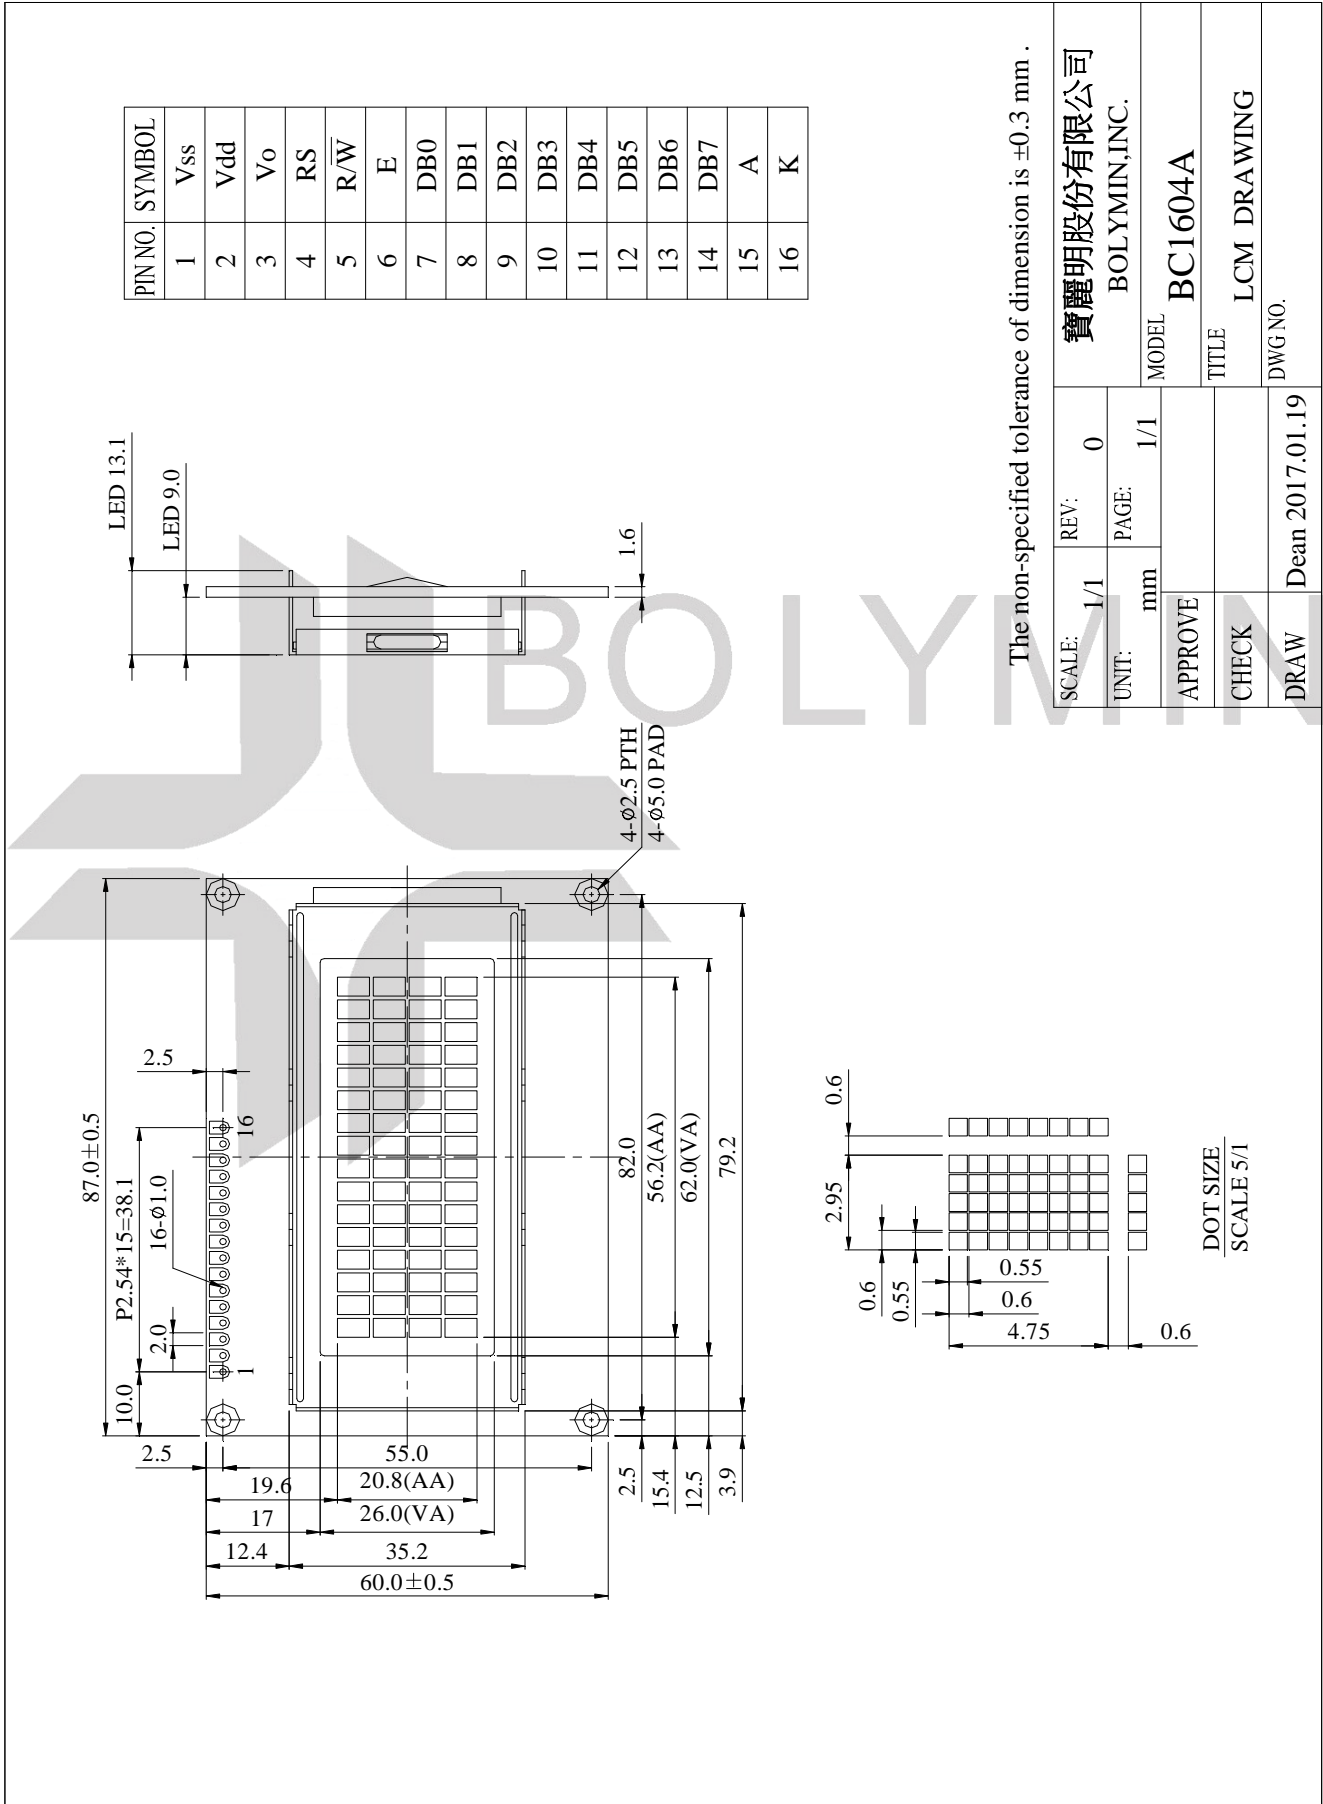 PIN NO. SYMBOL
1 Vss
2 Vdd
3 Vo
4 RS
5 R/W̅
6 E
7 DB0
8 DB1
9 DB2
10 DB3
11 DB4
12 DB5
13 DB6
14 DB7
15 A
16 K
LED 13.1
LED 9.0
1.6
4-Ø2.5 PTH
4-Ø5.0 PAD
87.0±0.5
P2.54*15=38.1
10.0
2.0
16-Ø1.0
2.5
1
16
2.5
55.0
19.6
20.8(AA)
17
26.0(VA)
12.4
35.2
60.0±0.5
82.0
56.2(AA)
62.0(VA)
79.2
2.5
15.4
12.5
3.9
0.6
2.95
0.6
0.55
0.55
0.6
4.75
0.6
DOT SIZE
SCALE 5/1
The non-specified tolerance of dimension is ±0.3 mm .
SCALE: 1/1
REV: 0
UNIT: mm
PAGE: 1/1
APPROVE
CHECK
DRAW Dean 2017.01.19
寶麗明股份有限公司
BOLYMIN,INC.
MODEL
BC1604A
TITLE
LCM DRAWING
DWG NO.
BOLYMIN